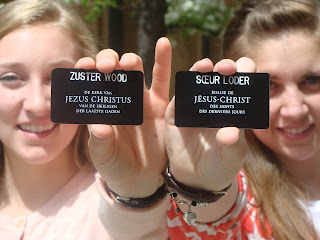 ZUSTER WOOD
DE KERK VAN
JEZUS CHRISTUS
VAN DE HEILIGEN
DER LAATSTE DAGEN
SŒUR LODER
ÉGLISE DE
JÉSUS-CHRIST
DES SAINTS
DES DERNIERS JOURS